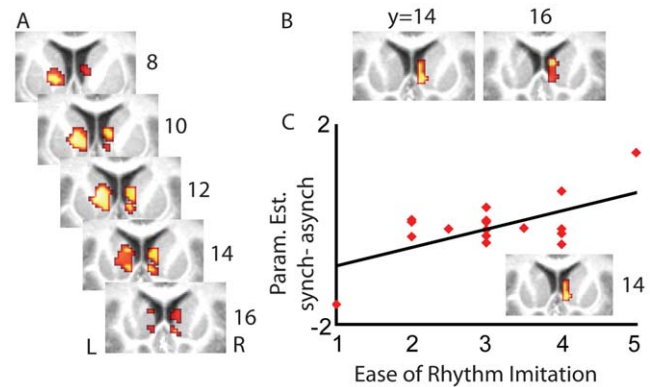 A
8
10
12
14
16
L R
B
y=14 16
C
2
Param. Est.
synch- asynch
-2
14
1 2 3 4 5
Ease of Rhythm Imitation